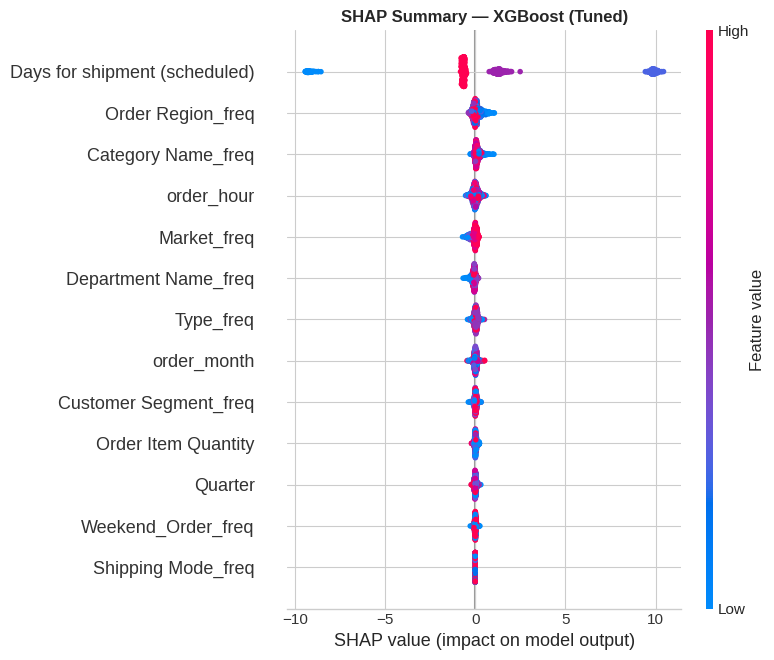 SHAP Summary — XGBoost (Tuned)
High
Days for shipment (scheduled)
Order Region_freq
Category Name_freq
order_hour
Market_freq
Department Name_freq
Type_freq
order_month
Customer Segment_freq
Order Item Quantity
Quarter
Weekend_Order_freq
Shipping Mode_freq
Feature value
Low
−10 −5 0 5 10
SHAP value (impact on model output)